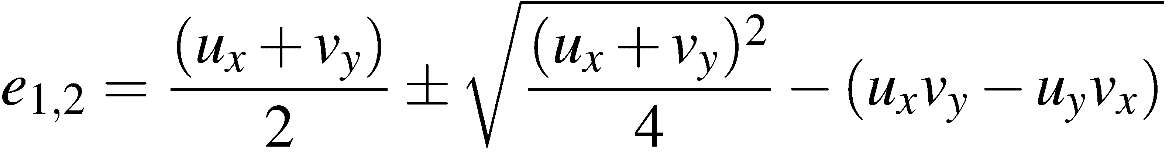 e_{1,2} = \frac{(u_x + v_y)}{2} \pm \sqrt{\frac{(u_x + v_y)^2}{4} - (u_x v_y - u_y v_x)}